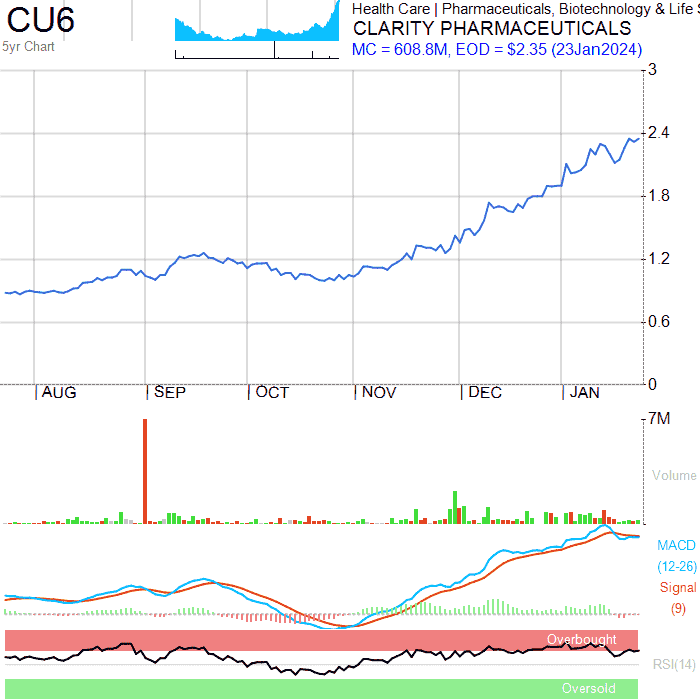 CU6
5yr Chart
Health Care | Pharmaceuticals, Biotechnology & Life S
CLARITY PHARMACEUTICALS
MC = 608.8M, EOD = $2.35 (23Jan2024)
3
2.4
1.8
1.2
0.6
0
AUG SEP OCT NOV DEC JAN
7M
Volume
MACD
(12-26)
Signal
(9)
Overbought
RSI(14)
Oversold